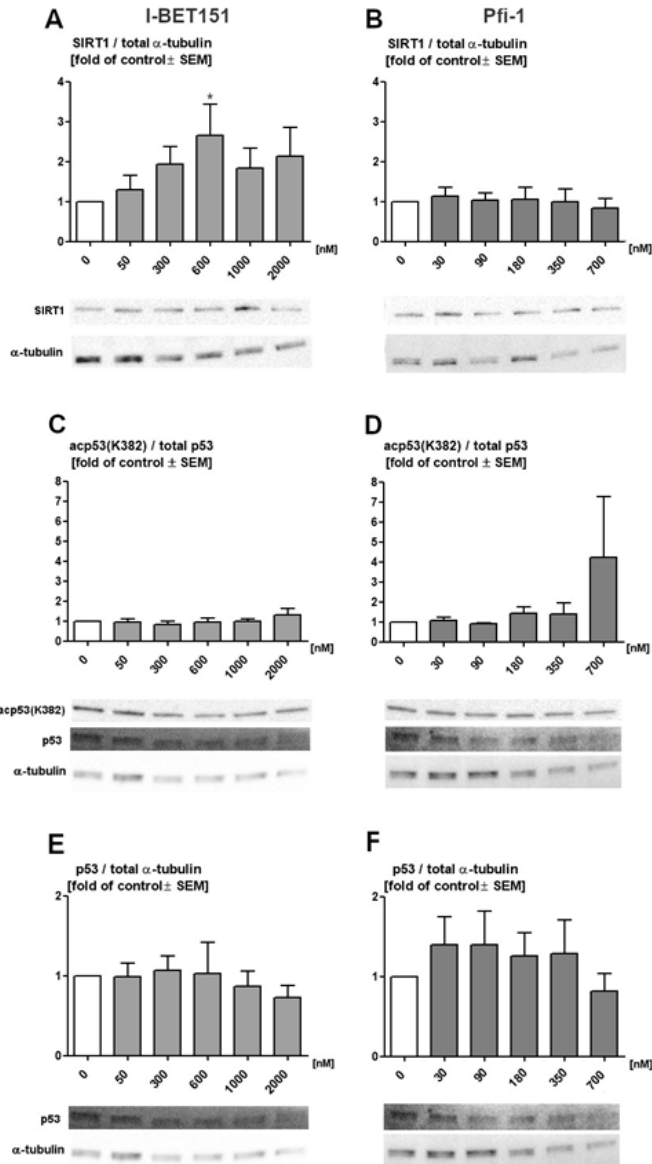 A I-BET151
SIRT1 / total α-tubulin
[fold of control± SEM]
4
3
2
1
0
*
0 50 300 600 1000 2000 [nM]
SIRT1
α-tubulin
B Pfi-1
SIRT1 / total α-tubulin
[fold of control± SEM]
4
3
2
1
0
0 30 90 180 350 700 [nM]
C
acp53(K382) / total p53
[fold of control ± SEM]
8
7
6
5
4
3
2
1
0
0 50 300 600 1000 2000 [nM]
acp53(K382)
p53
α-tubulin
D
acp53(K382) / total p53
[fold of control ± SEM]
8
7
6
5
4
3
2
1
0
0 30 90 180 350 700 [nM]
E
p53 / total α-tubulin
[fold of control± SEM]
2
1
0
0 50 300 600 1000 2000 [nM]
p53
α-tubulin
F
p53 / total α-tubulin
[fold of control± SEM]
2
1
0
0 30 90 180 350 700 [nM]